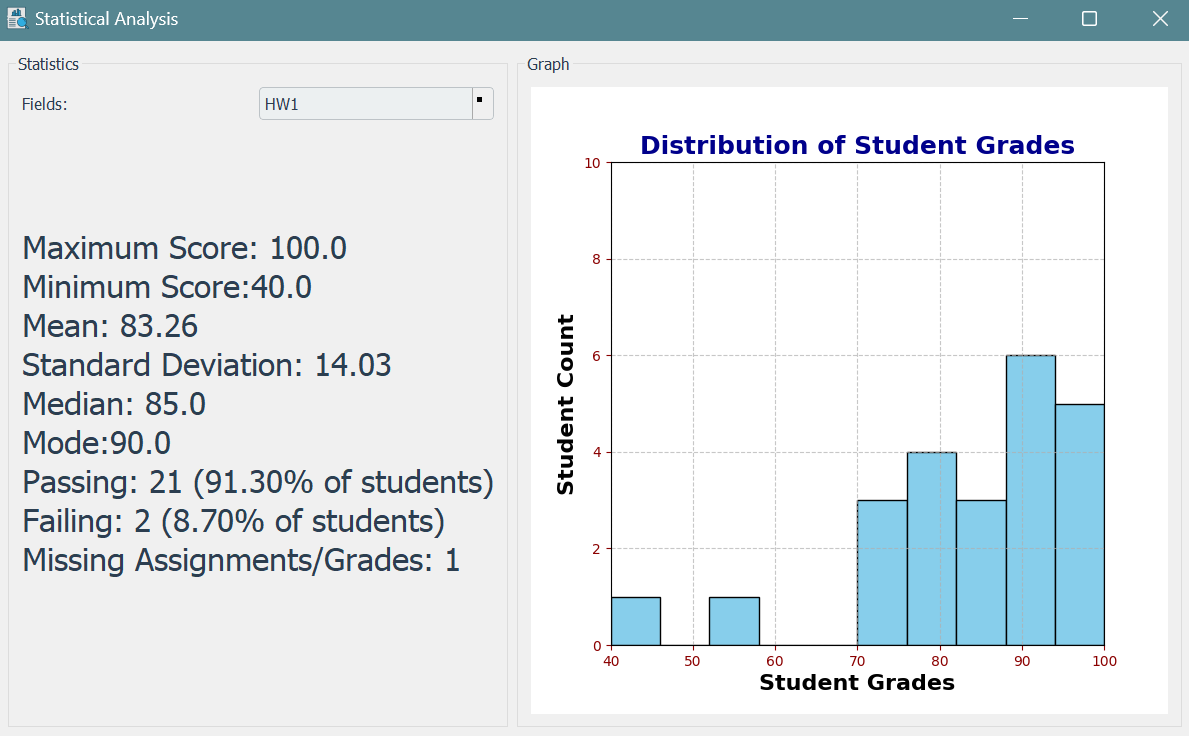 Statistical Analysis
Statistics
Fields:
HW1
Maximum Score: 100.0
Minimum Score:40.0
Mean: 83.26
Standard Deviation: 14.03
Median: 85.0
Mode:90.0
Passing: 21 (91.30% of students)
Failing: 2 (8.70% of students)
Missing Assignments/Grades: 1
Graph
Distribution of Student Grades
Student Count
10
8
6
4
2
0
40 50 60 70 80 90 100
Student Grades